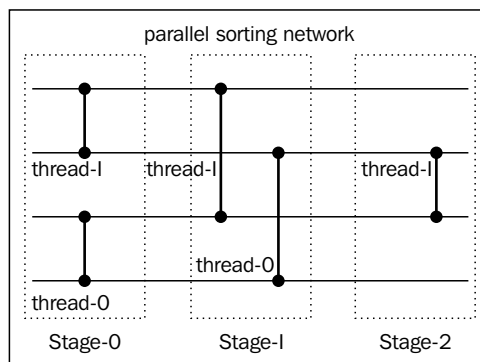 parallel sorting network
thread-I
thread-I
thread-I
thread-0
thread-0
Stage-0
Stage-I
Stage-2